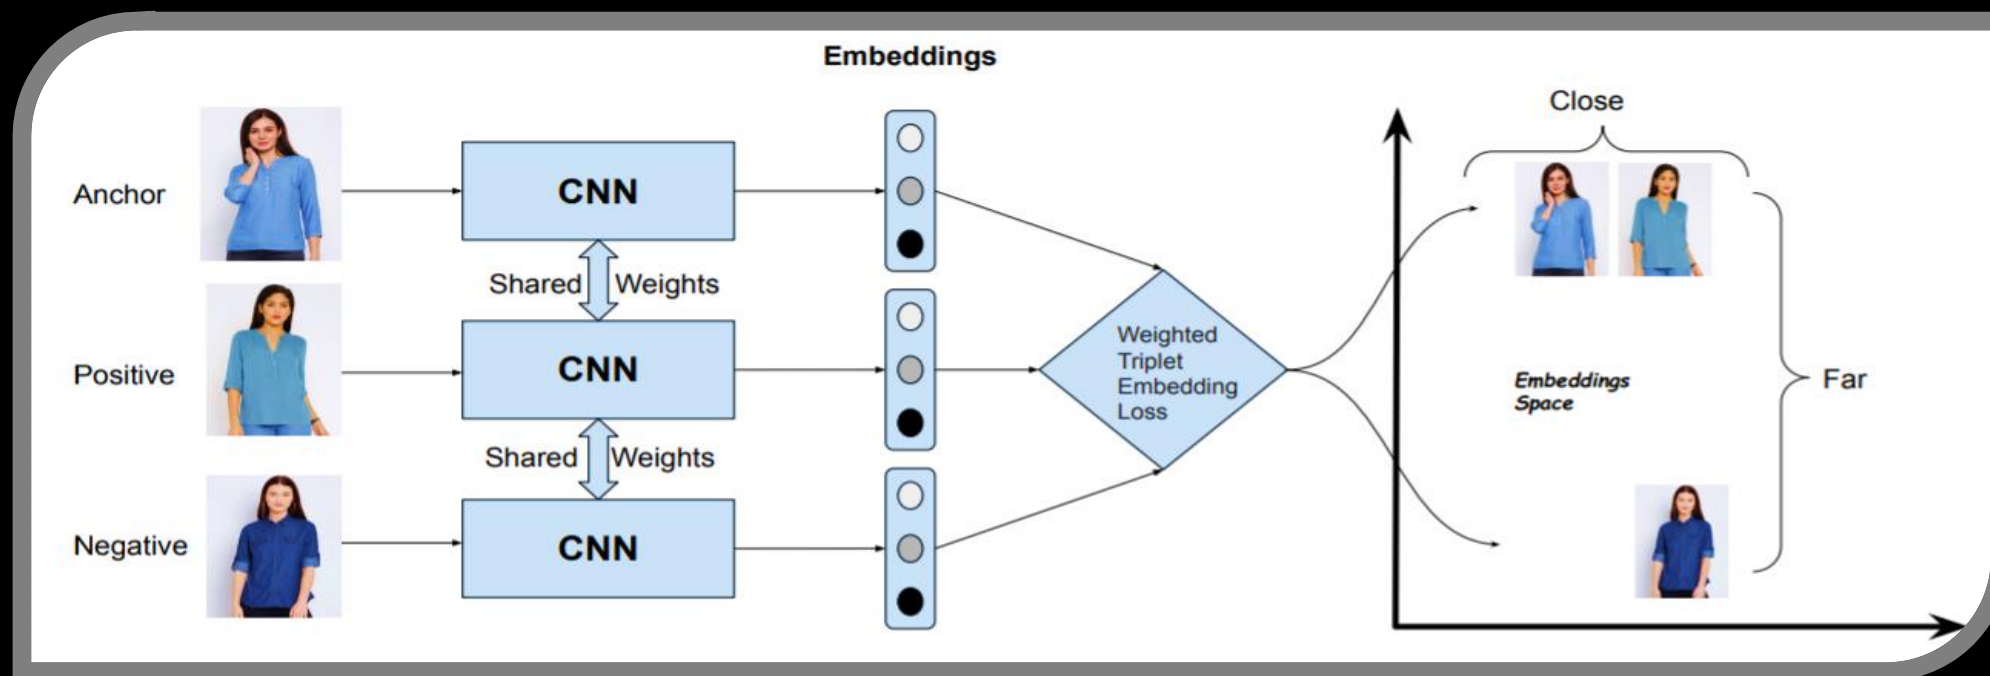 Embeddings
Close
Anchor
CNN
Shared Weights
Positive
CNN
Weighted
Triplet
Embedding
Loss
Embeddings
Space
Far
Shared Weights
Negative
CNN